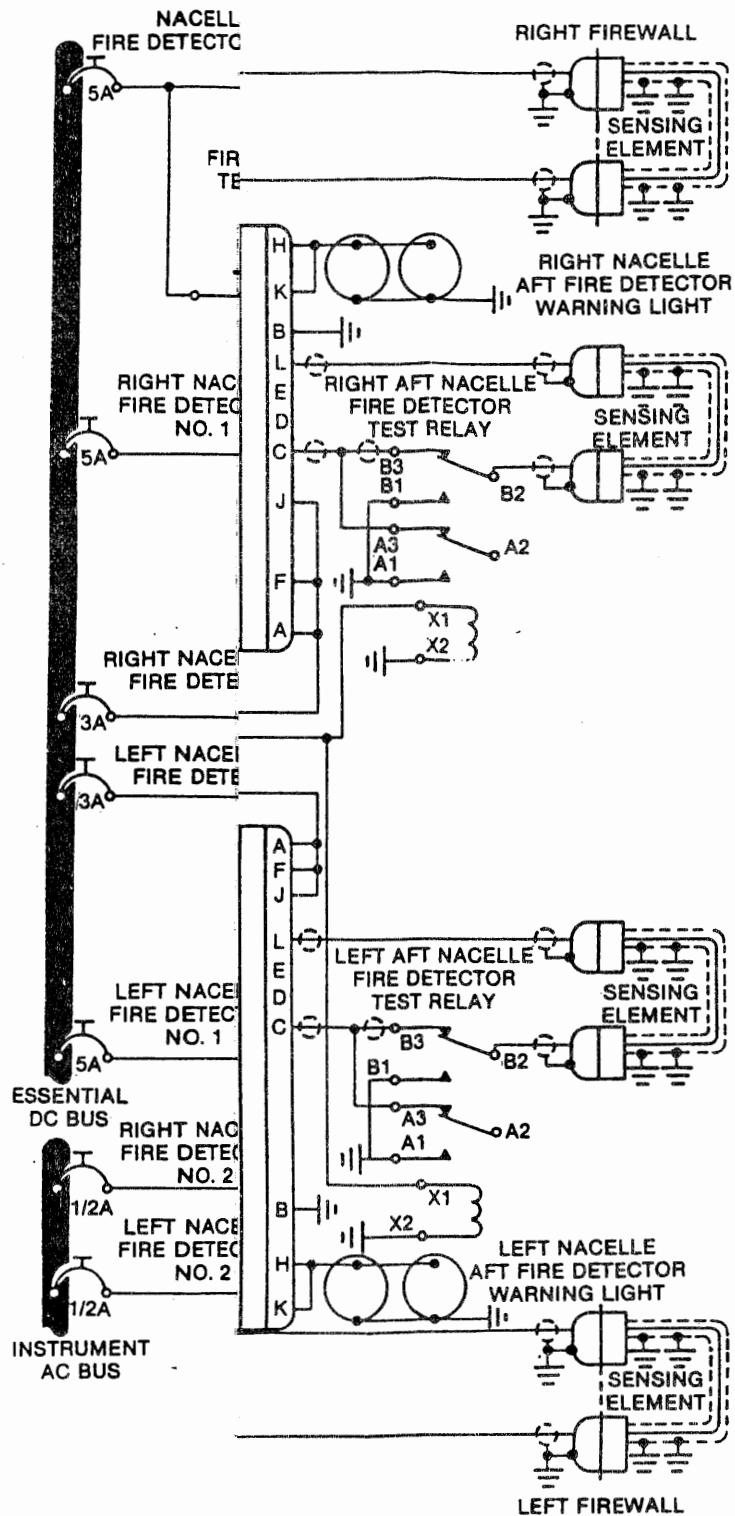 NACELL
FIRE DETECTO
5A
RIGHT FIREWALL
SENSING
ELEMENT
FIR
TE
H
K
B
L
E
D
C
J
F
A
RIGHT NACELLE
AFT FIRE DETECTOR
WARNING LIGHT
RIGHT NAC
FIRE DETEC
NO. 1
5A
RIGHT AFT NACELLE
FIRE DETECTOR
TEST RELAY
B3
B1
B2
A3
A1
A2
X1
X2
SENSING
ELEMENT
RIGHT NACE
FIRE DETE
3A
LEFT NACEI
FIRE DETE
3A
A
F
J
L
E
D
C
B
H
K
LEFT AFT NACELLE
FIRE DETECTOR
TEST RELAY
B3
B2
B1
A3
A2
A1
X1
X2
SENSING
ELEMENT
LEFT NACE
FIRE DETEC
NO. 1
5A
ESSENTIAL
DC BUS
RIGHT NAC
FIRE DETEC
NO. 2
1/2A
LEFT NACE
FIRE DETEC
NO. 2
1/2A
INSTRUMENT
AC BUS
LEFT NACELLE
AFT FIRE DETECTOR
WARNING LIGHT
SENSING
ELEMENT
LEFT FIREWALL